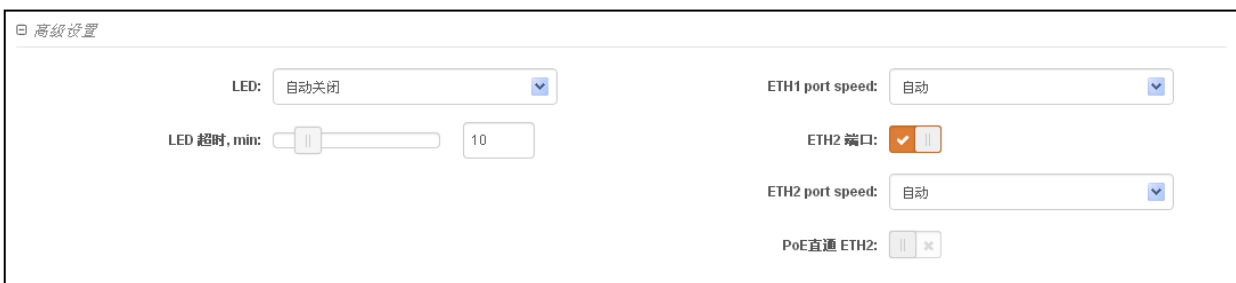 高级设置
LED: 自动关闭
LED 超时, min: 10
ETH1 port speed: 自动
ETH2 端口:
ETH2 port speed: 自动
PoE直通 ETH2: